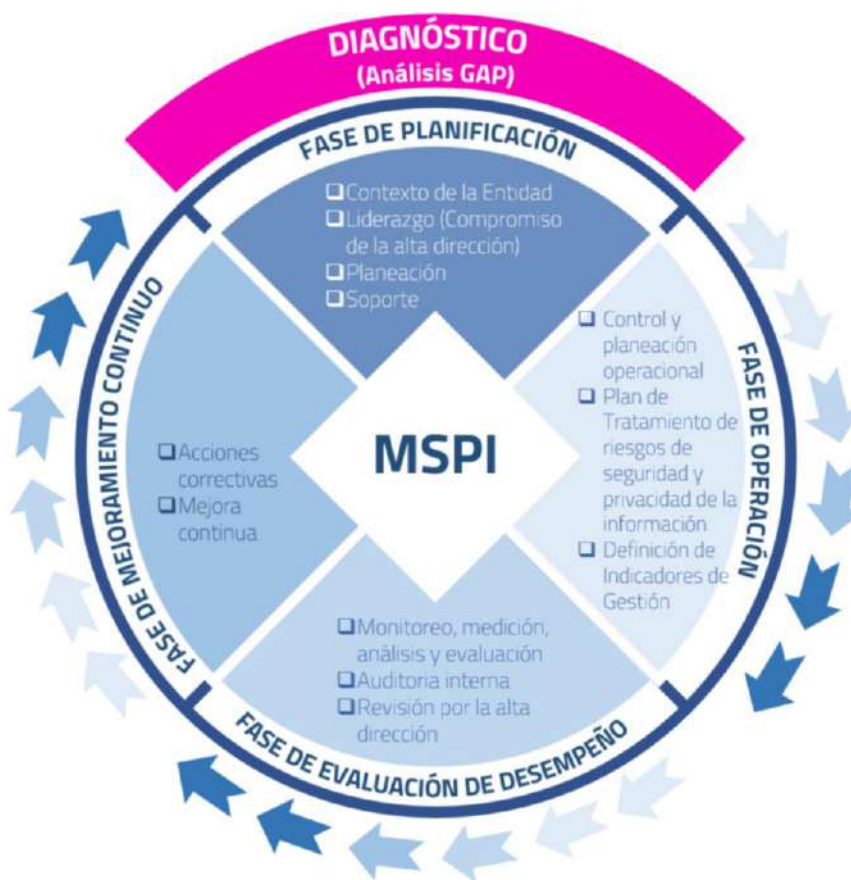 DIAGNÓSTICO
(Análisis GAP)
FASE DE PLANIFICACIÓN
Contexto de la Entidad
Liderazgo (Compromiso
de la alta dirección)
Planeación
Soporte
FASE DE OPERACIÓN
Control y
planeación
operacional
Plan de
Tratamiento de
riesgos de
seguridad y
privacidad de la
información
Definición de
Indicadores de
Gestión
MSPI
FASE DE EVALUACIÓN DE DESEMPEÑO
Monitoreo, medición,
análisis y evaluación
Auditoria interna
Revisión por la alta
dirección
FASE DE MEJORAMIENTO CONTINUO
Acciones
correctivas
Mejora
continua